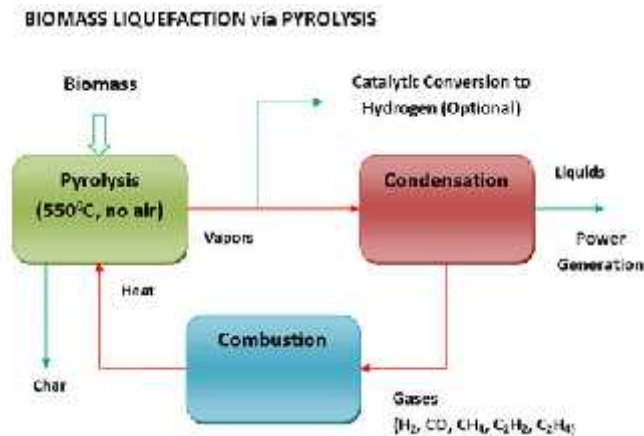 BIOMASS LIQUEFACTION via PYROLYSIS
Biomass
Catalytic Conversion to
Hydrogen (Optional)
Pyrolysis
(550⁰C, no air)
Condensation
Liquids
Vapors
Power
Generation
Heat
Combustion
Char
Gases
(H₂, CO, CH₄, C₂H₂, C₂H₄)